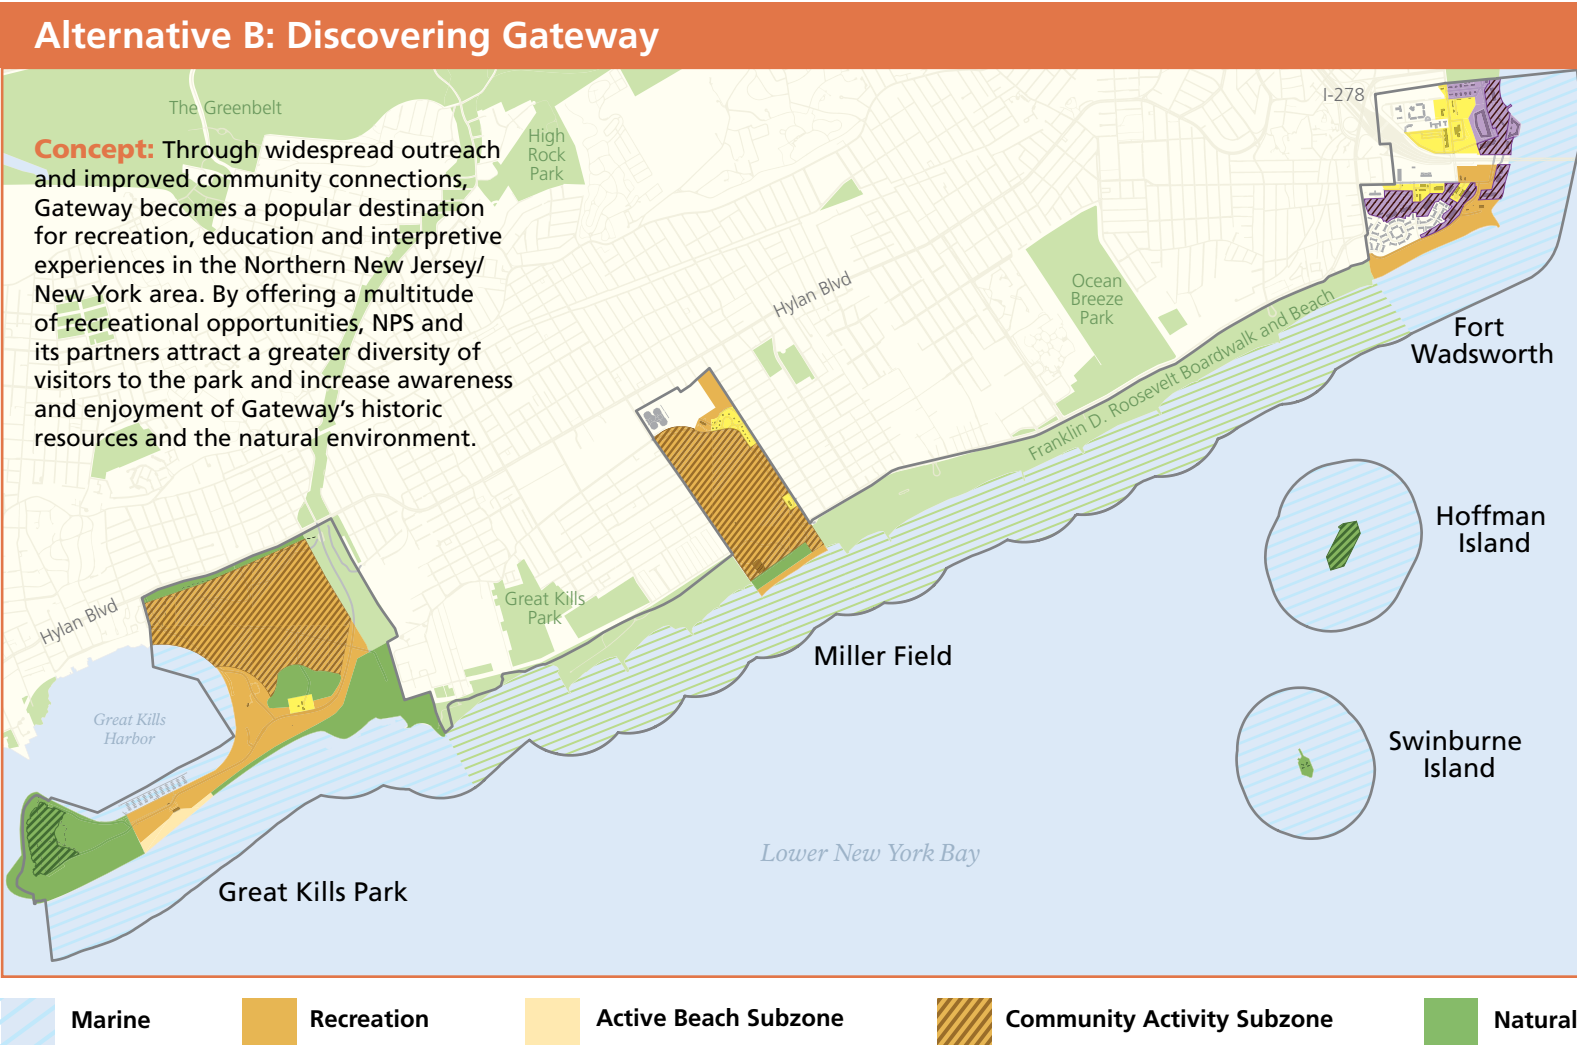 Alternative B: Discovering Gateway
The Greenbelt
High
Rock
Park
I-278
Concept: Through widespread outreach
and improved community connections,
Gateway becomes a popular destination
for recreation, education and interpretive
experiences in the Northern New Jersey/
New York area. By offering a multitude
of recreational opportunities, NPS and
its partners attract a greater diversity of
visitors to the park and increase awareness
and enjoyment of Gateway’s historic
resources and the natural environment.
Hylan Blvd
Ocean
Breeze
Park
Franklin D. Roosevelt Boardwalk and Beach
Fort
Wadsworth
Hoffman
Island
Hylan Blvd
Great Kills
Park
Miller Field
Great Kills
Harbor
Swinburne
Island
Lower New York Bay
Great Kills Park
Marine
Recreation
Active Beach Subzone
Community Activity Subzone
Natural